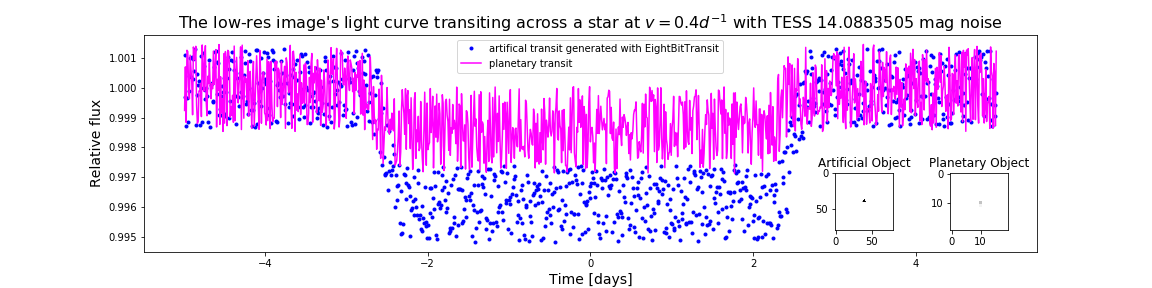 The low-res image's light curve transiting across a star at v = 0.4d⁻¹ with TESS 14.0883505 mag noise
artifical transit generated with EightBitTransit
planetary transit
Relative flux
1.001
1.000
0.999
0.998
0.997
0.996
0.995
Artificial Object
0
50
0 50
Planetary Object
0
10
0 10
−4 −2 0 2 4
Time [days]